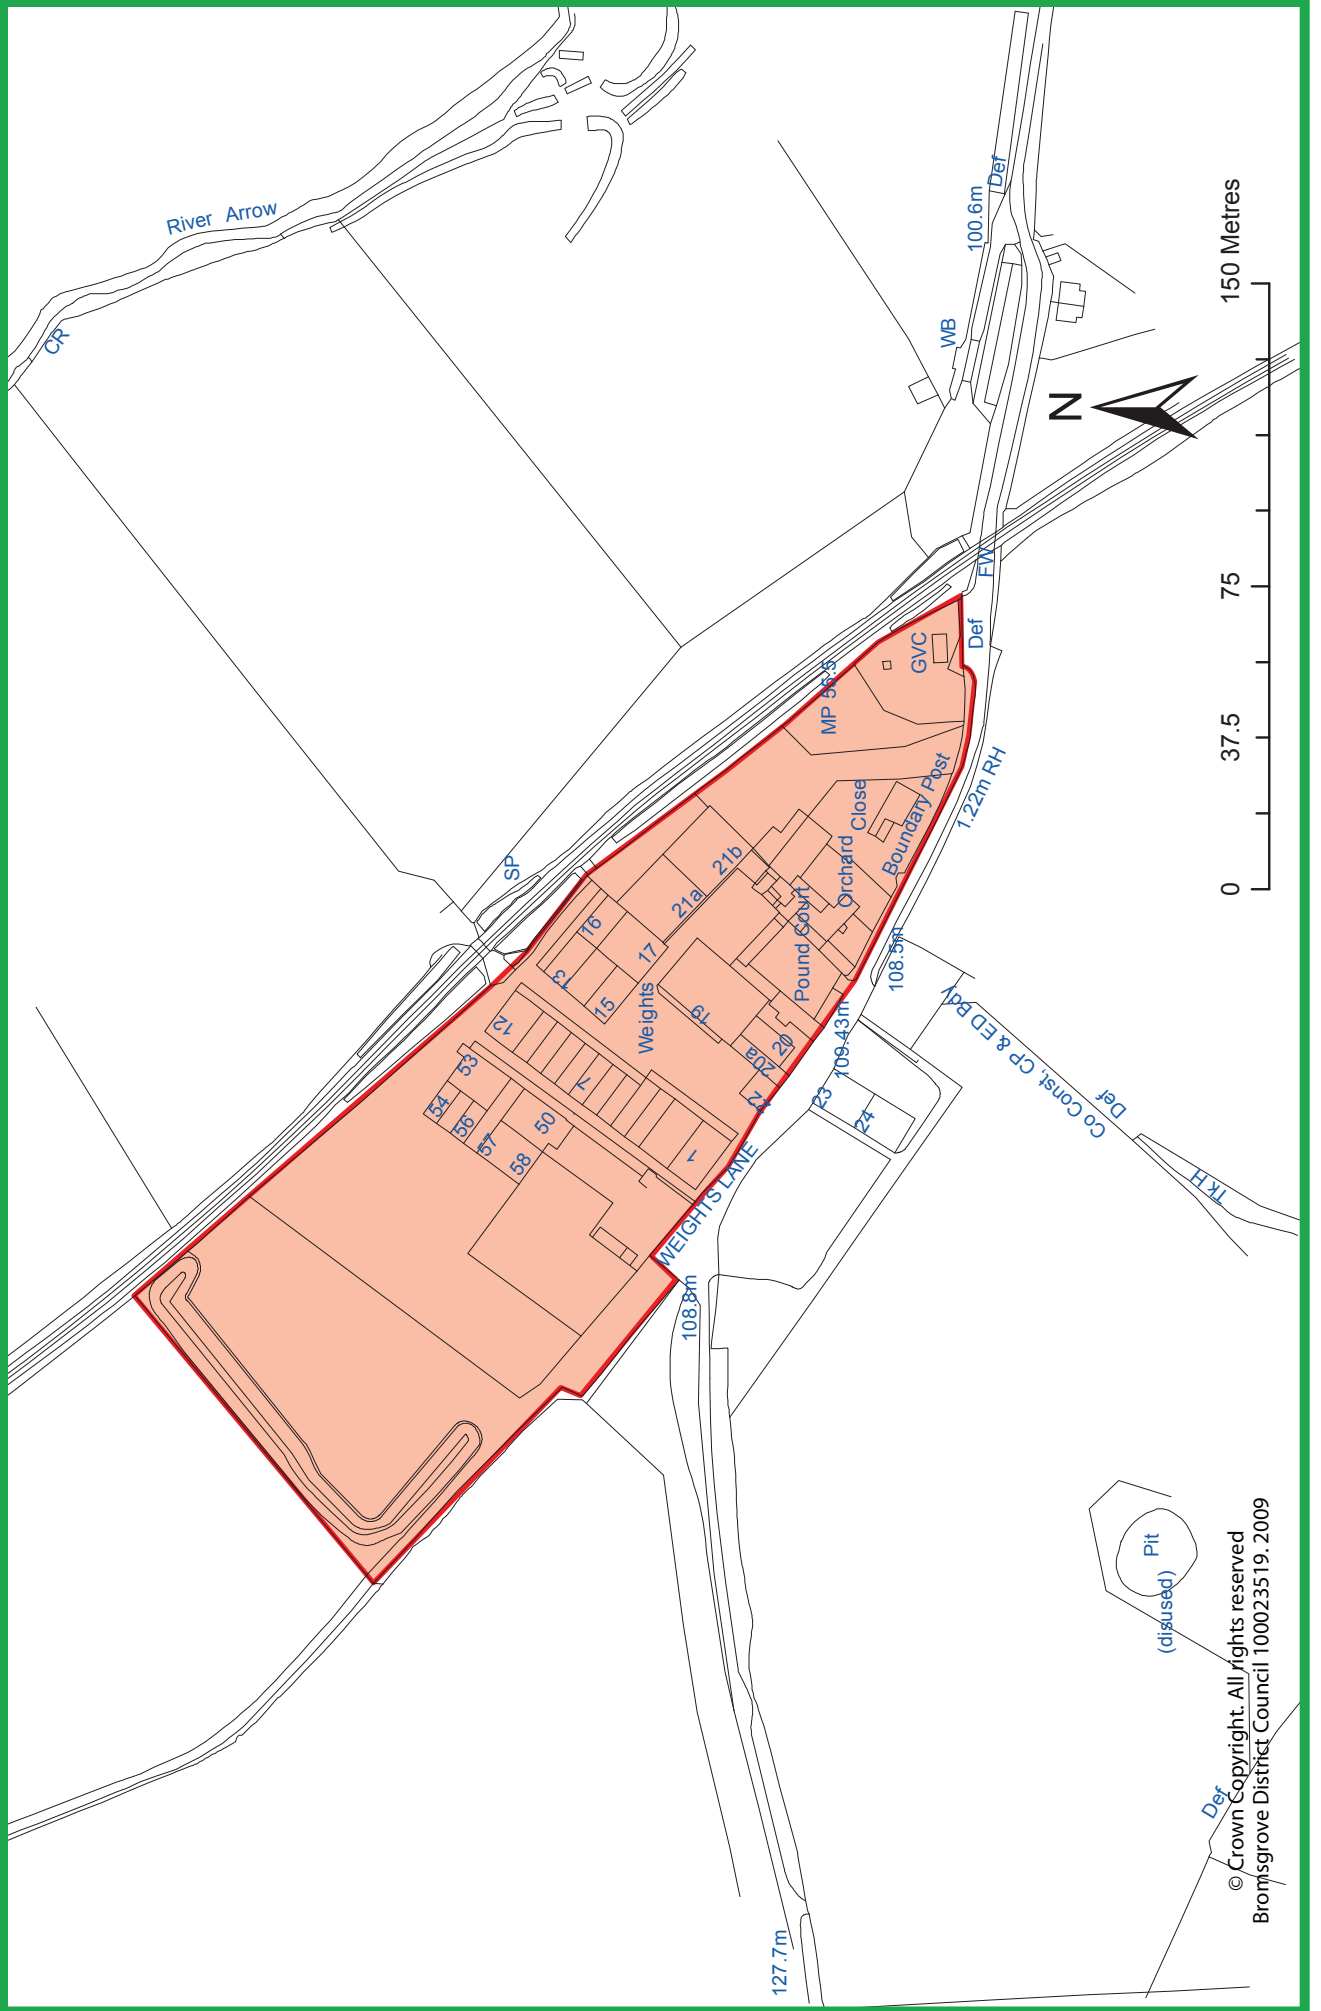 River Arrow
CR
100.6m
Def
WB
N
150 Metres
75
37.5
0
FW
Def
GVC
MP 55.5
SP
Boundary Post
1.22m RH
Orchard Close
21b
21a
16
17
13
15
Pound Court
Weights
19
12
7
53
54
56
57
50
58
20
20a
22
1
108.5m
109.43m
23
24
WEIGHTS LANE
108.8m
Co Const, CP & ED Bdy
Def
Tk H
Pit
(disused)
Def
127.7m
© Crown Copyright. All rights reserved
Bromsgrove District Council 100023519. 2009